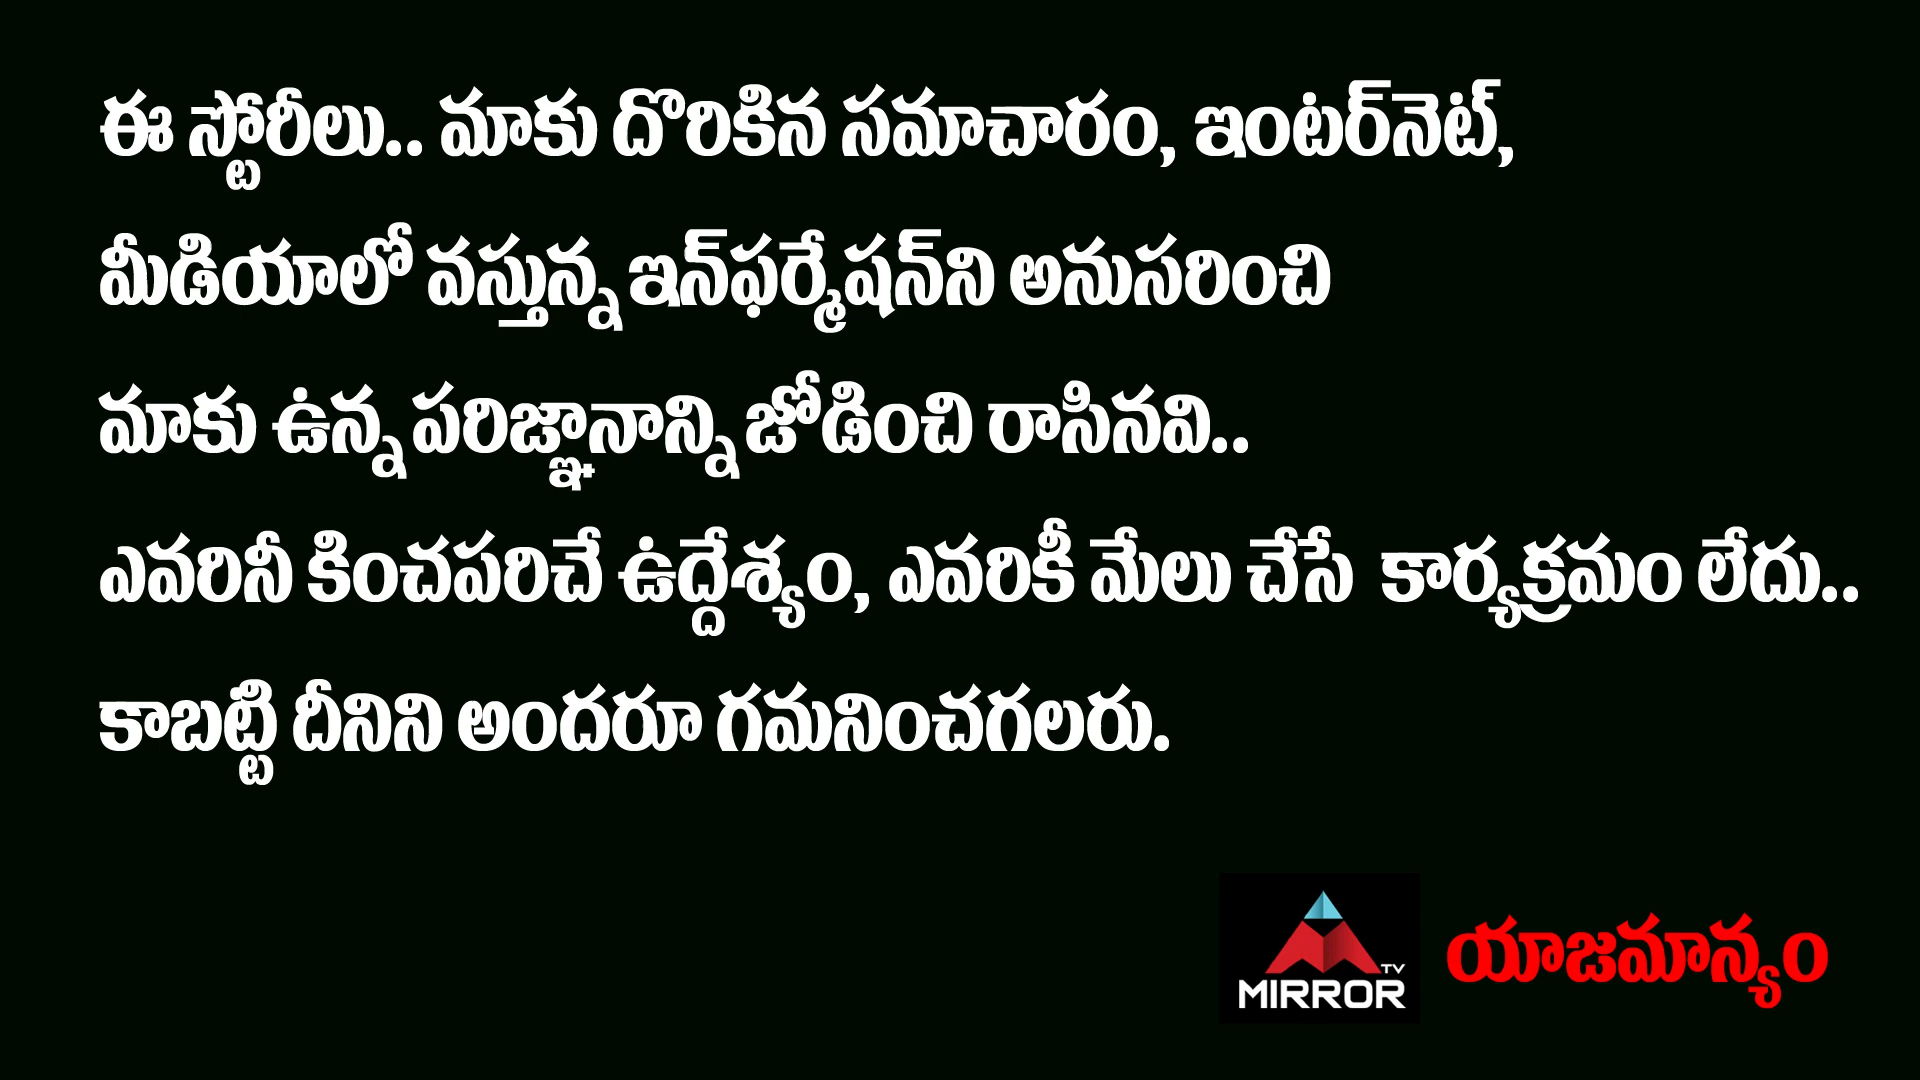 ఈ స్టోరీలు.. మాకు దొరికిన సమాచారం, ఇంటర్‌నెట్,
మీడియాలో వస్తున్న ఇన్‌ఫర్మేషన్‌ని అనుసరించి
మాకు ఉన్న పరిజ్ఞానాన్ని జోడించి రాసినవి..
ఎవరినీ కించపరిచే ఉద్దేశ్యం, ఎవరికీ మేలు చేసే కార్యక్రమం లేదు..
కాబట్టి దీనిని అందరూ గమనించగలరు.
TV
MIRROR
యాజమాన్యం